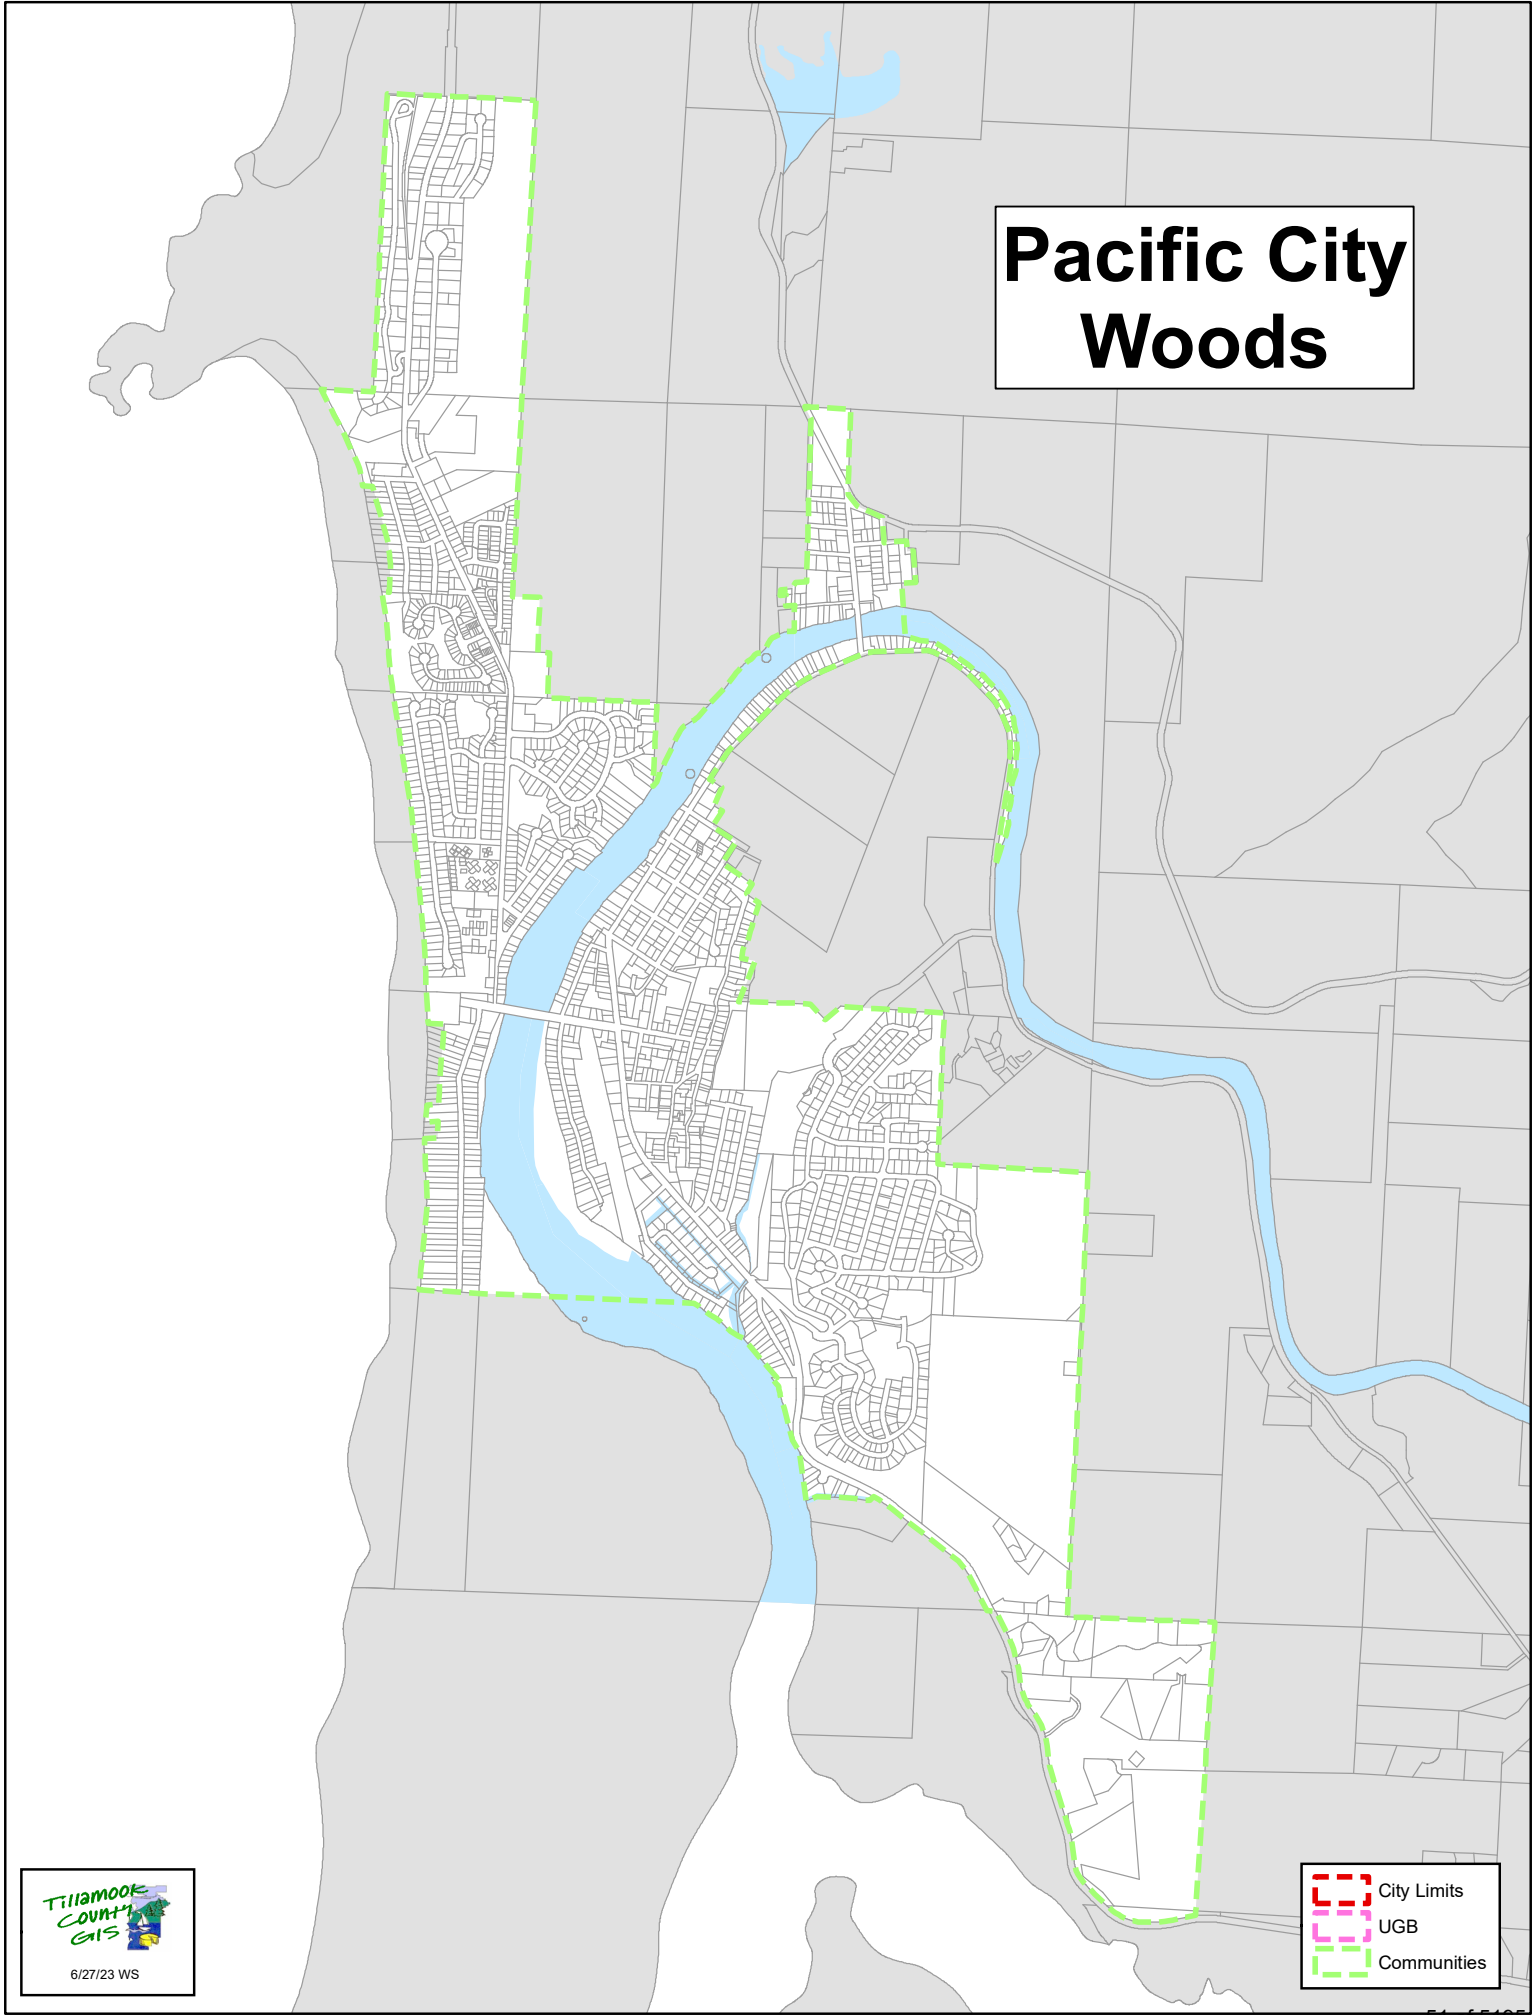 Pacific City
Woods
Tillamook
County
GIS
6/27/23 WS
City Limits
UGB
Communities